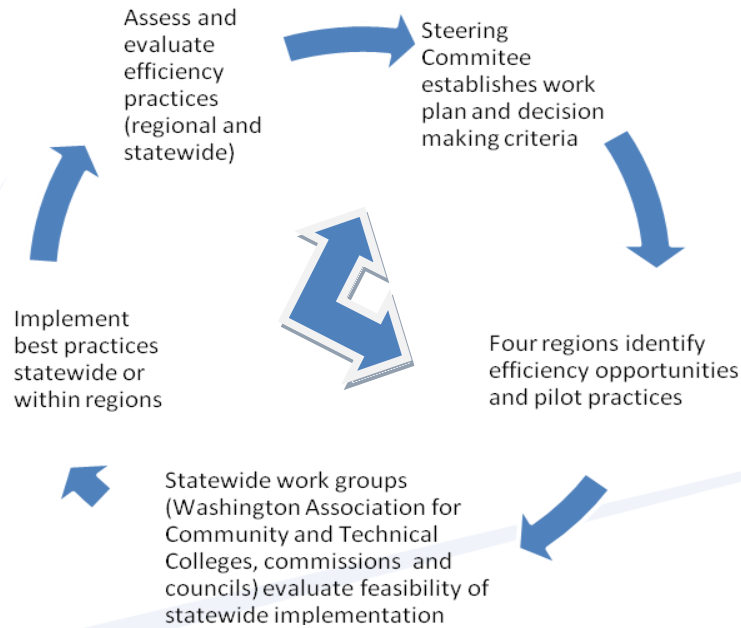 Assess and
evaluate
efficiency
practices
(regional and
statewide)
Steering
Commitee
establishes work
plan and decision
making criteria
Four regions identify
efficiency opportunities
and pilot practices
Statewide work groups
(Washington Association for
Community and Technical
Colleges, commissions and
councils) evaluate feasibility of
statewide implementation
Implement
best practices
statewide or
within regions